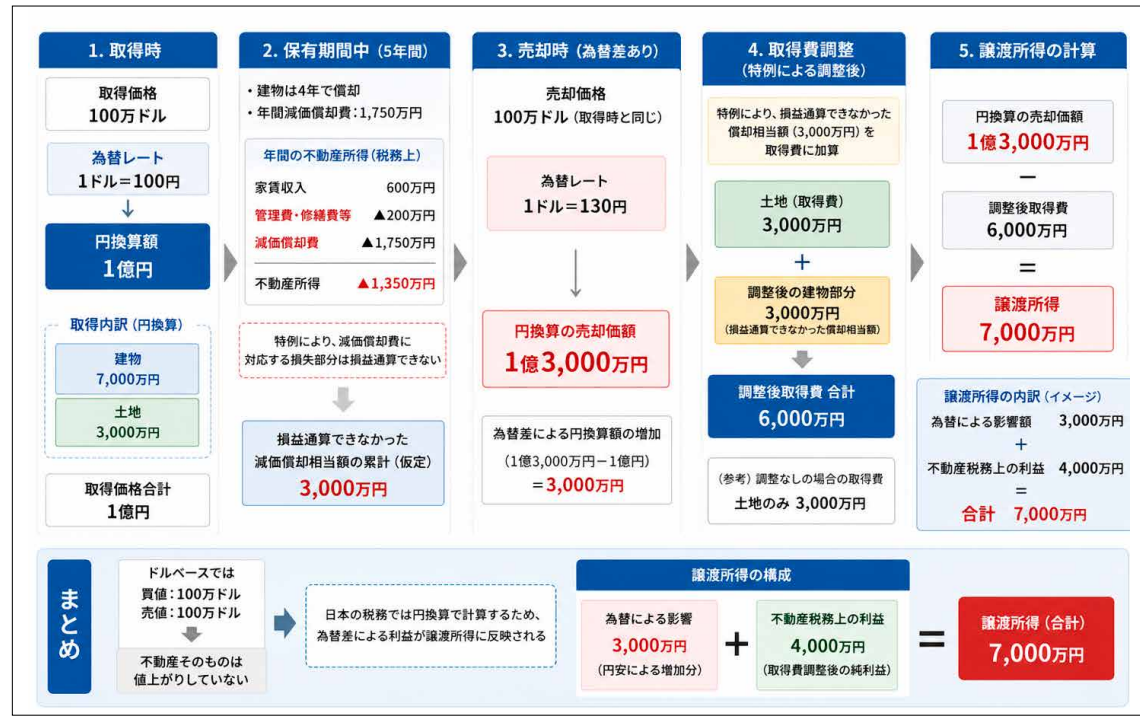 1. 取得時
取得価格
100万ドル
為替レート
1ドル＝100円
↓
円換算額
1億円
取得内訳（円換算）
建物
7,000万円
土地
3,000万円
取得価格合計
1億円
2. 保有期間中（5年間）
・建物は4年で償却
・年間減価償却費：1,750万円
年間の不動産所得（税務上）
家賃収入 600万円
管理費・修繕費等 ▲200万円
減価償却費 ▲1,750万円
不動産所得 ▲1,350万円
特例により、減価償却費に
対応する損失部分は損益通算できない
損益通算できなかった
減価償却相当額の累計（仮定）
3,000万円
3. 売却時（為替差あり）
売却価格
100万ドル（取得時と同じ）
為替レート
1ドル＝130円
円換算の売却価額
1億3,000万円
為替差による円換算額の増加
（1億3,000万円－1億円）
＝3,000万円
4. 取得費調整
（特例による調整後）
特例により、損益通算できなかった
償却相当額（3,000万円）を
取得費に加算
土地（取得費）
3,000万円
＋
調整後の建物部分
3,000万円
（損益通算できなかった償却相当額）
調整後取得費 合計
6,000万円
（参考）調整なしの場合の取得費
土地のみ 3,000万円
5. 譲渡所得の計算
円換算の売却価額
1億3,000万円
－
調整後取得費
6,000万円
＝
譲渡所得
7,000万円
譲渡所得の内訳（イメージ）
為替による影響額 3,000万円
＋
不動産税務上の利益 4,000万円
＝
合計 7,000万円
まとめ
ドルベースでは
買値：100万ドル
売値：100万ドル
不動産そのものは
値上がりしていない
日本の税務では円換算で計算するため、
為替差による利益が譲渡所得に反映される
譲渡所得の構成
為替による影響
3,000万円
（円安による増加分）
＋
不動産税務上の利益
4,000万円
（取得費調整後の純利益）
＝
譲渡所得（合計）
7,000万円